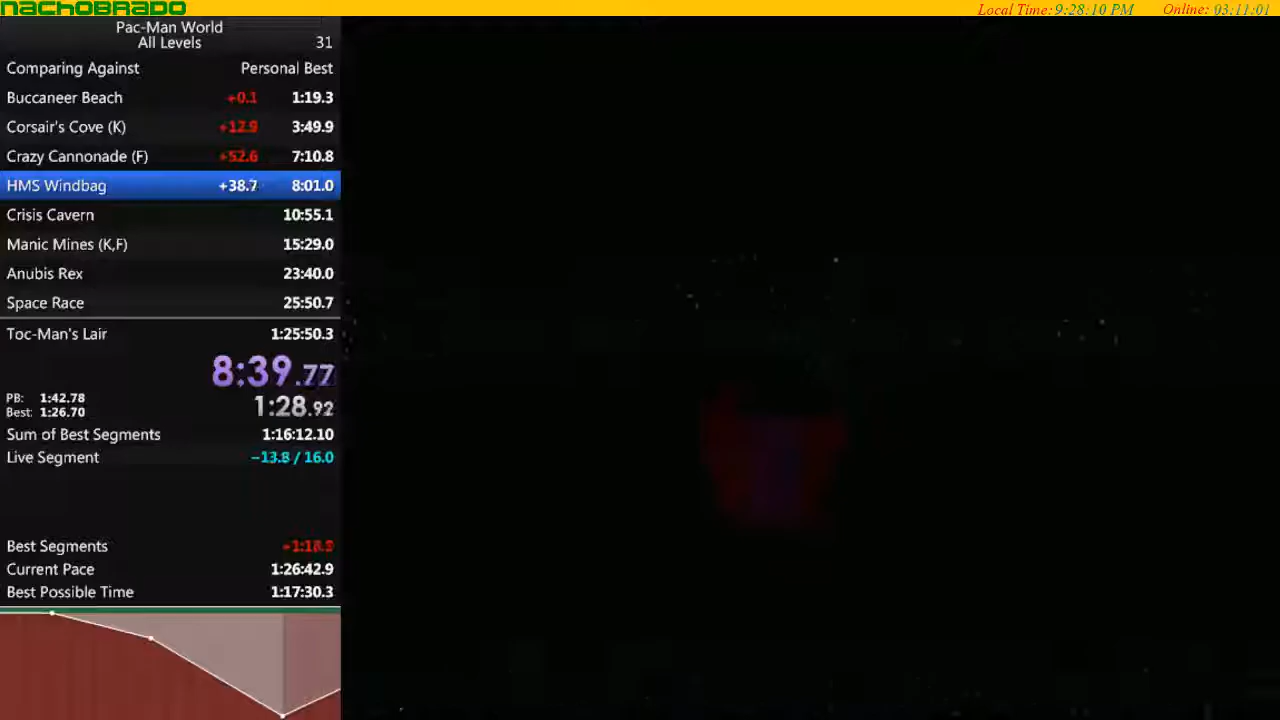 NACHOBRADO
Local Time: 9:28:10 PM Online: 03:11:01
Pac-Man World
All Levels 31
Comparing Against Personal Best
Buccaneer Beach +0.1 1:19.3
Corsair's Cove (K) +12.9 3:49.9
Crazy Cannonade (F) +52.6 7:10.8
HMS Windbag +38.7 8:01.0
Crisis Cavern 10:55.1
Manic Mines (K,F) 15:29.0
Anubis Rex 23:40.0
Space Race 25:50.7
Toc-Man's Lair 1:25:50.3
8:39.77
PB: 1:42.78
Best: 1:26.70
1:28.92
Sum of Best Segments 1:16:12.10
Live Segment −13.8 / 16.0
Best Segments +1:18.3
Current Pace 1:26:42.9
Best Possible Time 1:17:30.3